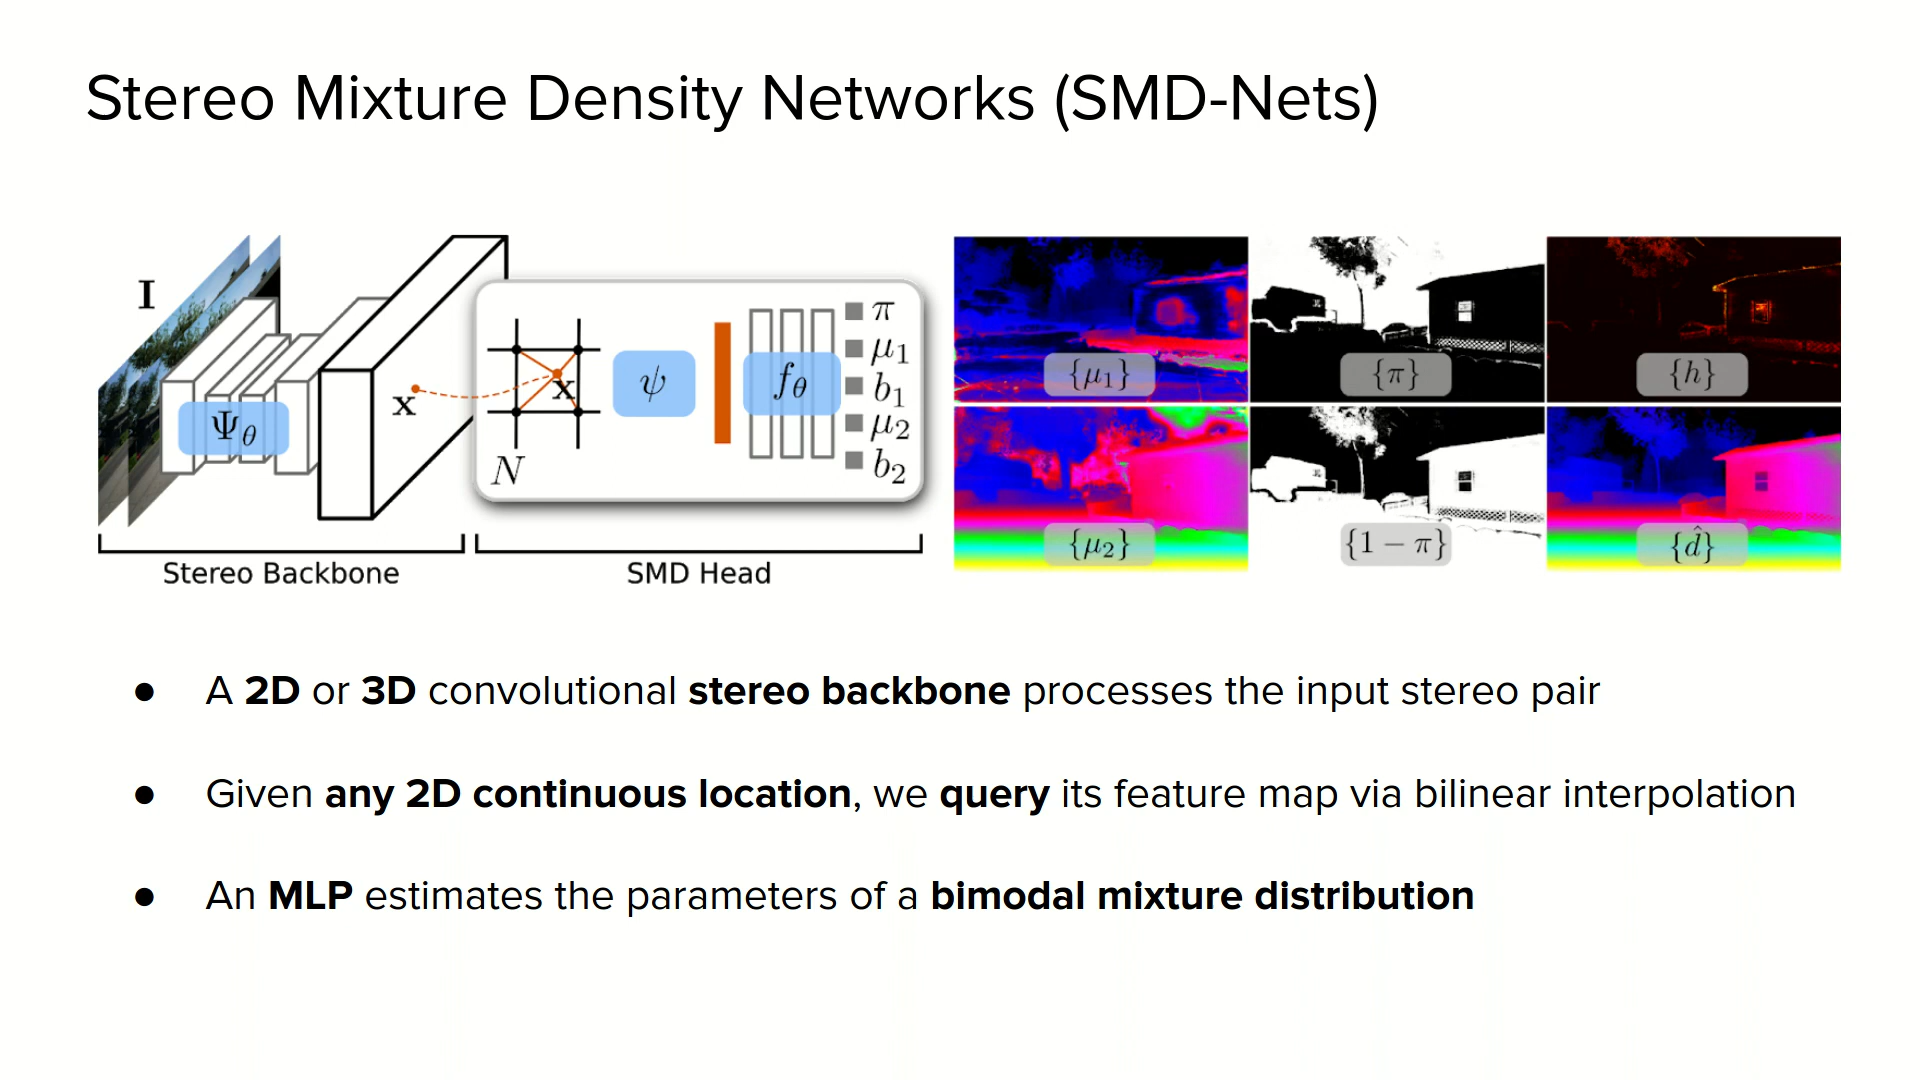 Stereo Mixture Density Networks (SMD-Nets)
I
Ψθ
x
x
N
ψ
fθ
π
μ1
b1
μ2
b2
Stereo Backbone
SMD Head
{μ1}
{π}
{h}
{μ2}
{1 − π}
{d̂}
● A 2D or 3D convolutional stereo backbone processes the input stereo pair
● Given any 2D continuous location, we query its feature map via bilinear interpolation
● An MLP estimates the parameters of a bimodal mixture distribution